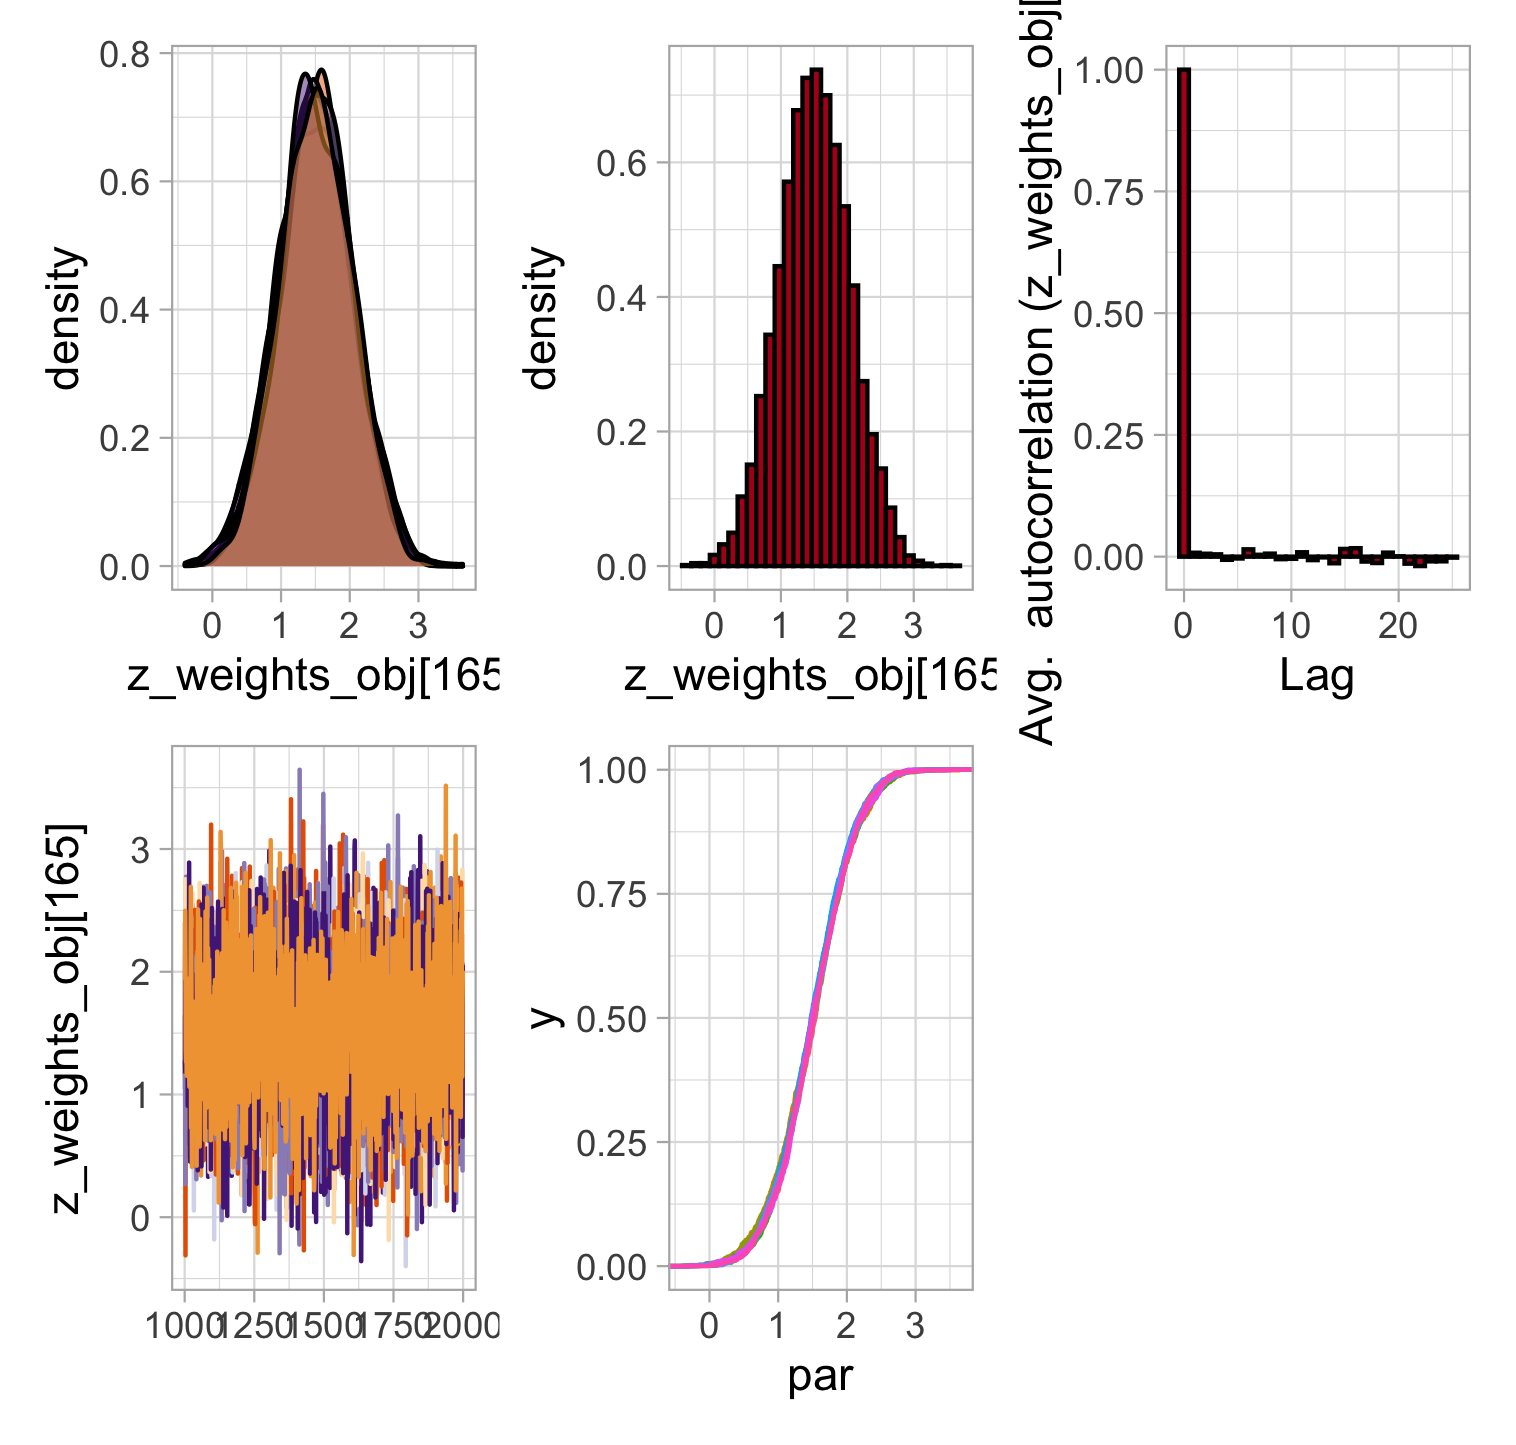 0.8
0.6
0.4
0.2
0.0
density
0 1 2 3
z_weights_obj[165
0.6
0.4
0.2
0.0
density
0 1 2 3
z_weights_obj[165
1.00
0.75
0.50
0.25
0.00
Avg. autocorrelation (z_weights_obj[
0 10 20
Lag
3
2
1
0
z_weights_obj[165]
1000 1250 1500 1750 2000
1.00
0.75
0.50
0.25
0.00
y
0 1 2 3
par